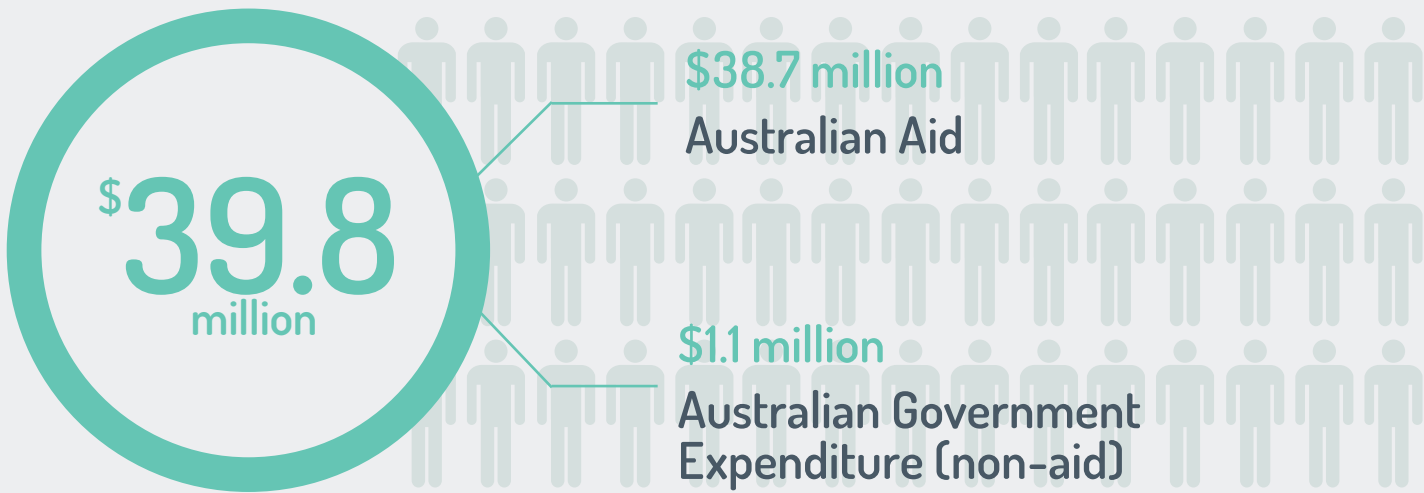 $39.8
million
$38.7 million
Australian Aid
$1.1 million
Australian Government
Expenditure (non-aid)